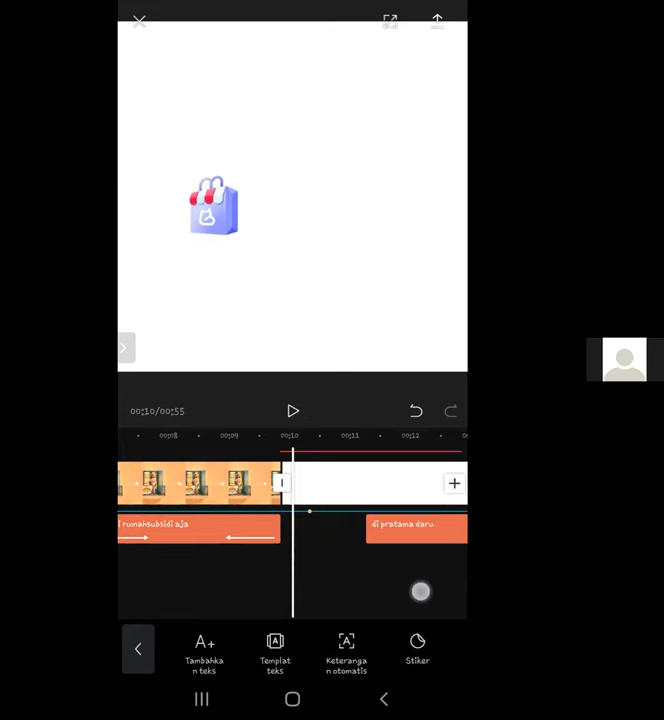 00:10/00:55
00:08
00:09
00:10
00:11
00:12
i rumahsubsidi aja
di pratama daru
Tambahka
n teks
Templat
teks
Keteranga
n otomatis
Stiker